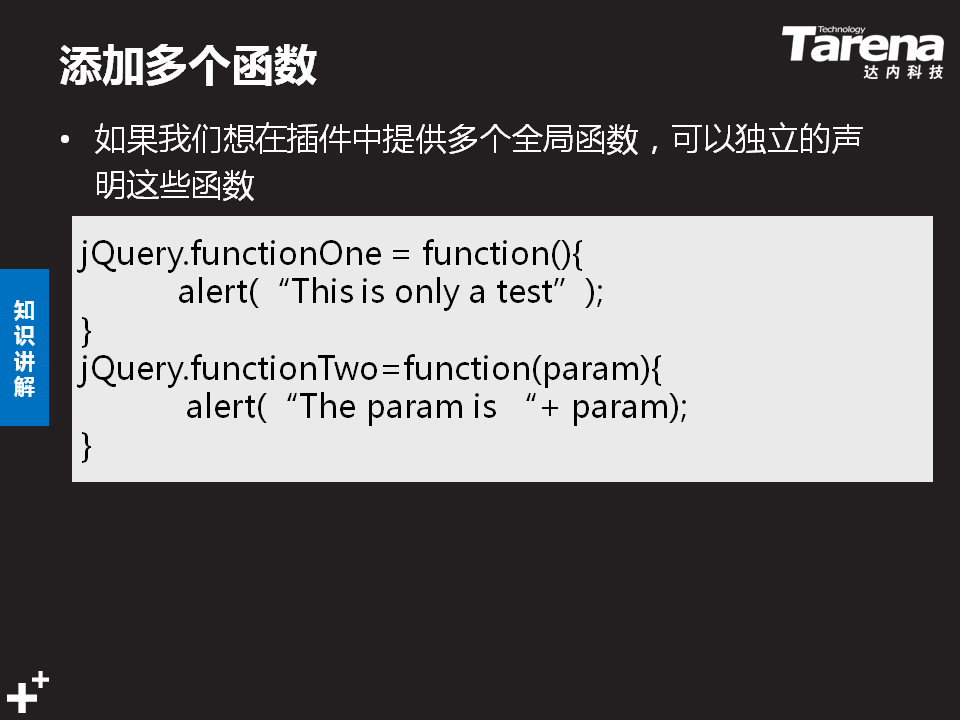 添加多个函数
Technology
Tarena
达内科技
• 如果我们想在插件中提供多个全局函数，可以独立的声
明这些函数
jQuery.functionOne = function(){
alert(“This is only a test”);
}
jQuery.functionTwo=function(param){
alert(“The param is “+ param);
}
知识讲解